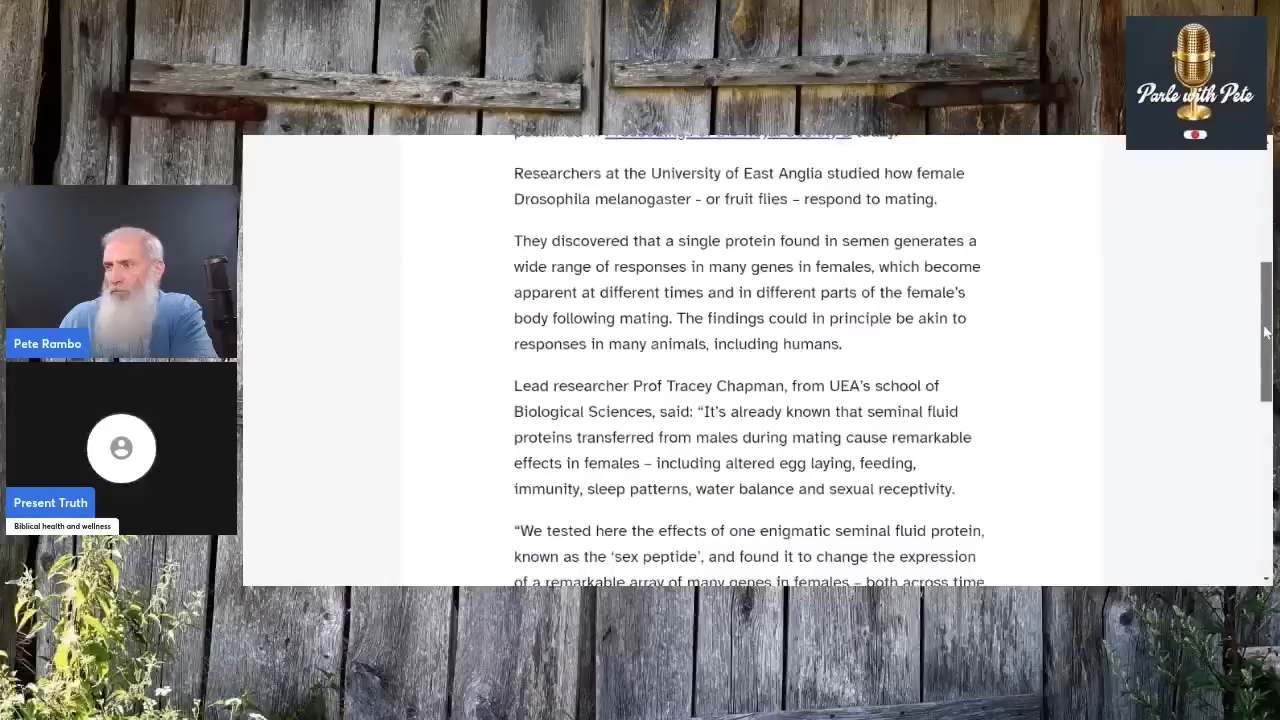 Parle with Pete
Researchers at the University of East Anglia studied how female
Drosophila melanogaster - or fruit flies – respond to mating.
They discovered that a single protein found in semen generates a
wide range of responses in many genes in females, which become
apparent at different times and in different parts of the female’s
body following mating. The findings could in principle be akin to
responses in many animals, including humans.
Lead researcher Prof Tracey Chapman, from UEA’s school of
Biological Sciences, said: “It’s already known that seminal fluid
proteins transferred from males during mating cause remarkable
effects in females – including altered egg laying, feeding,
immunity, sleep patterns, water balance and sexual receptivity.
“We tested here the effects of one enigmatic seminal fluid protein,
known as the ‘sex peptide’, and found it to change the expression
of a remarkable array of many genes in females – both across time
Pete Rambo
Present Truth
Biblical health and wellness